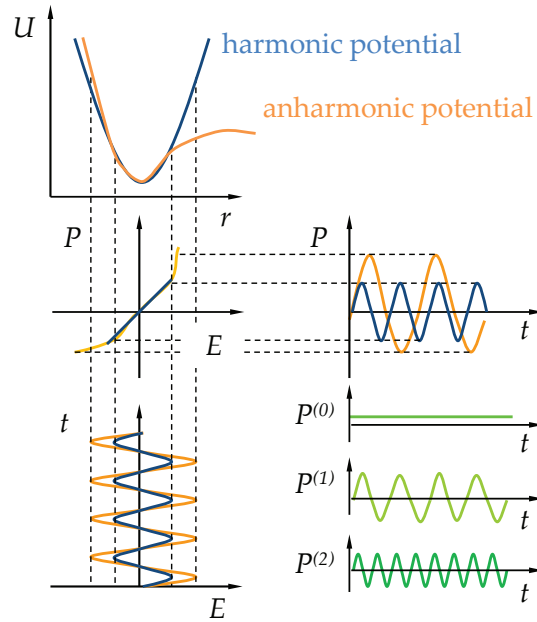 U
harmonic potential
anharmonic potential
r
P
P
E
t
t
P(0)
t
P(1)
t
P(2)
E
t